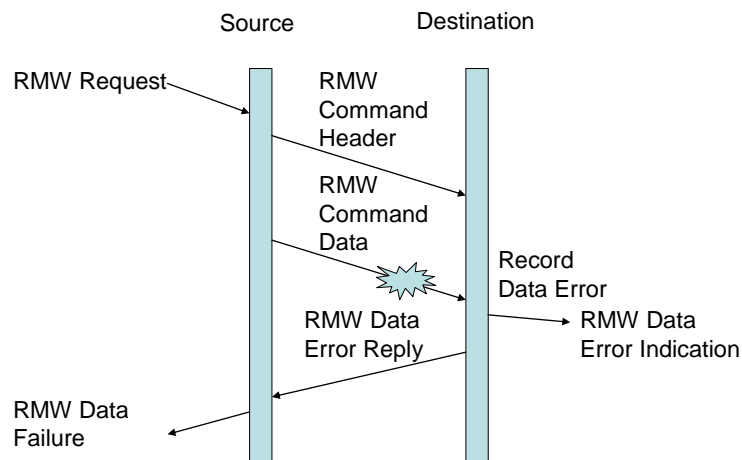 Source
Destination
RMW Request
RMW
Command
Header
RMW
Command
Data
Record
Data Error
RMW Data
Error Indication
RMW Data
Error Reply
RMW Data
Failure